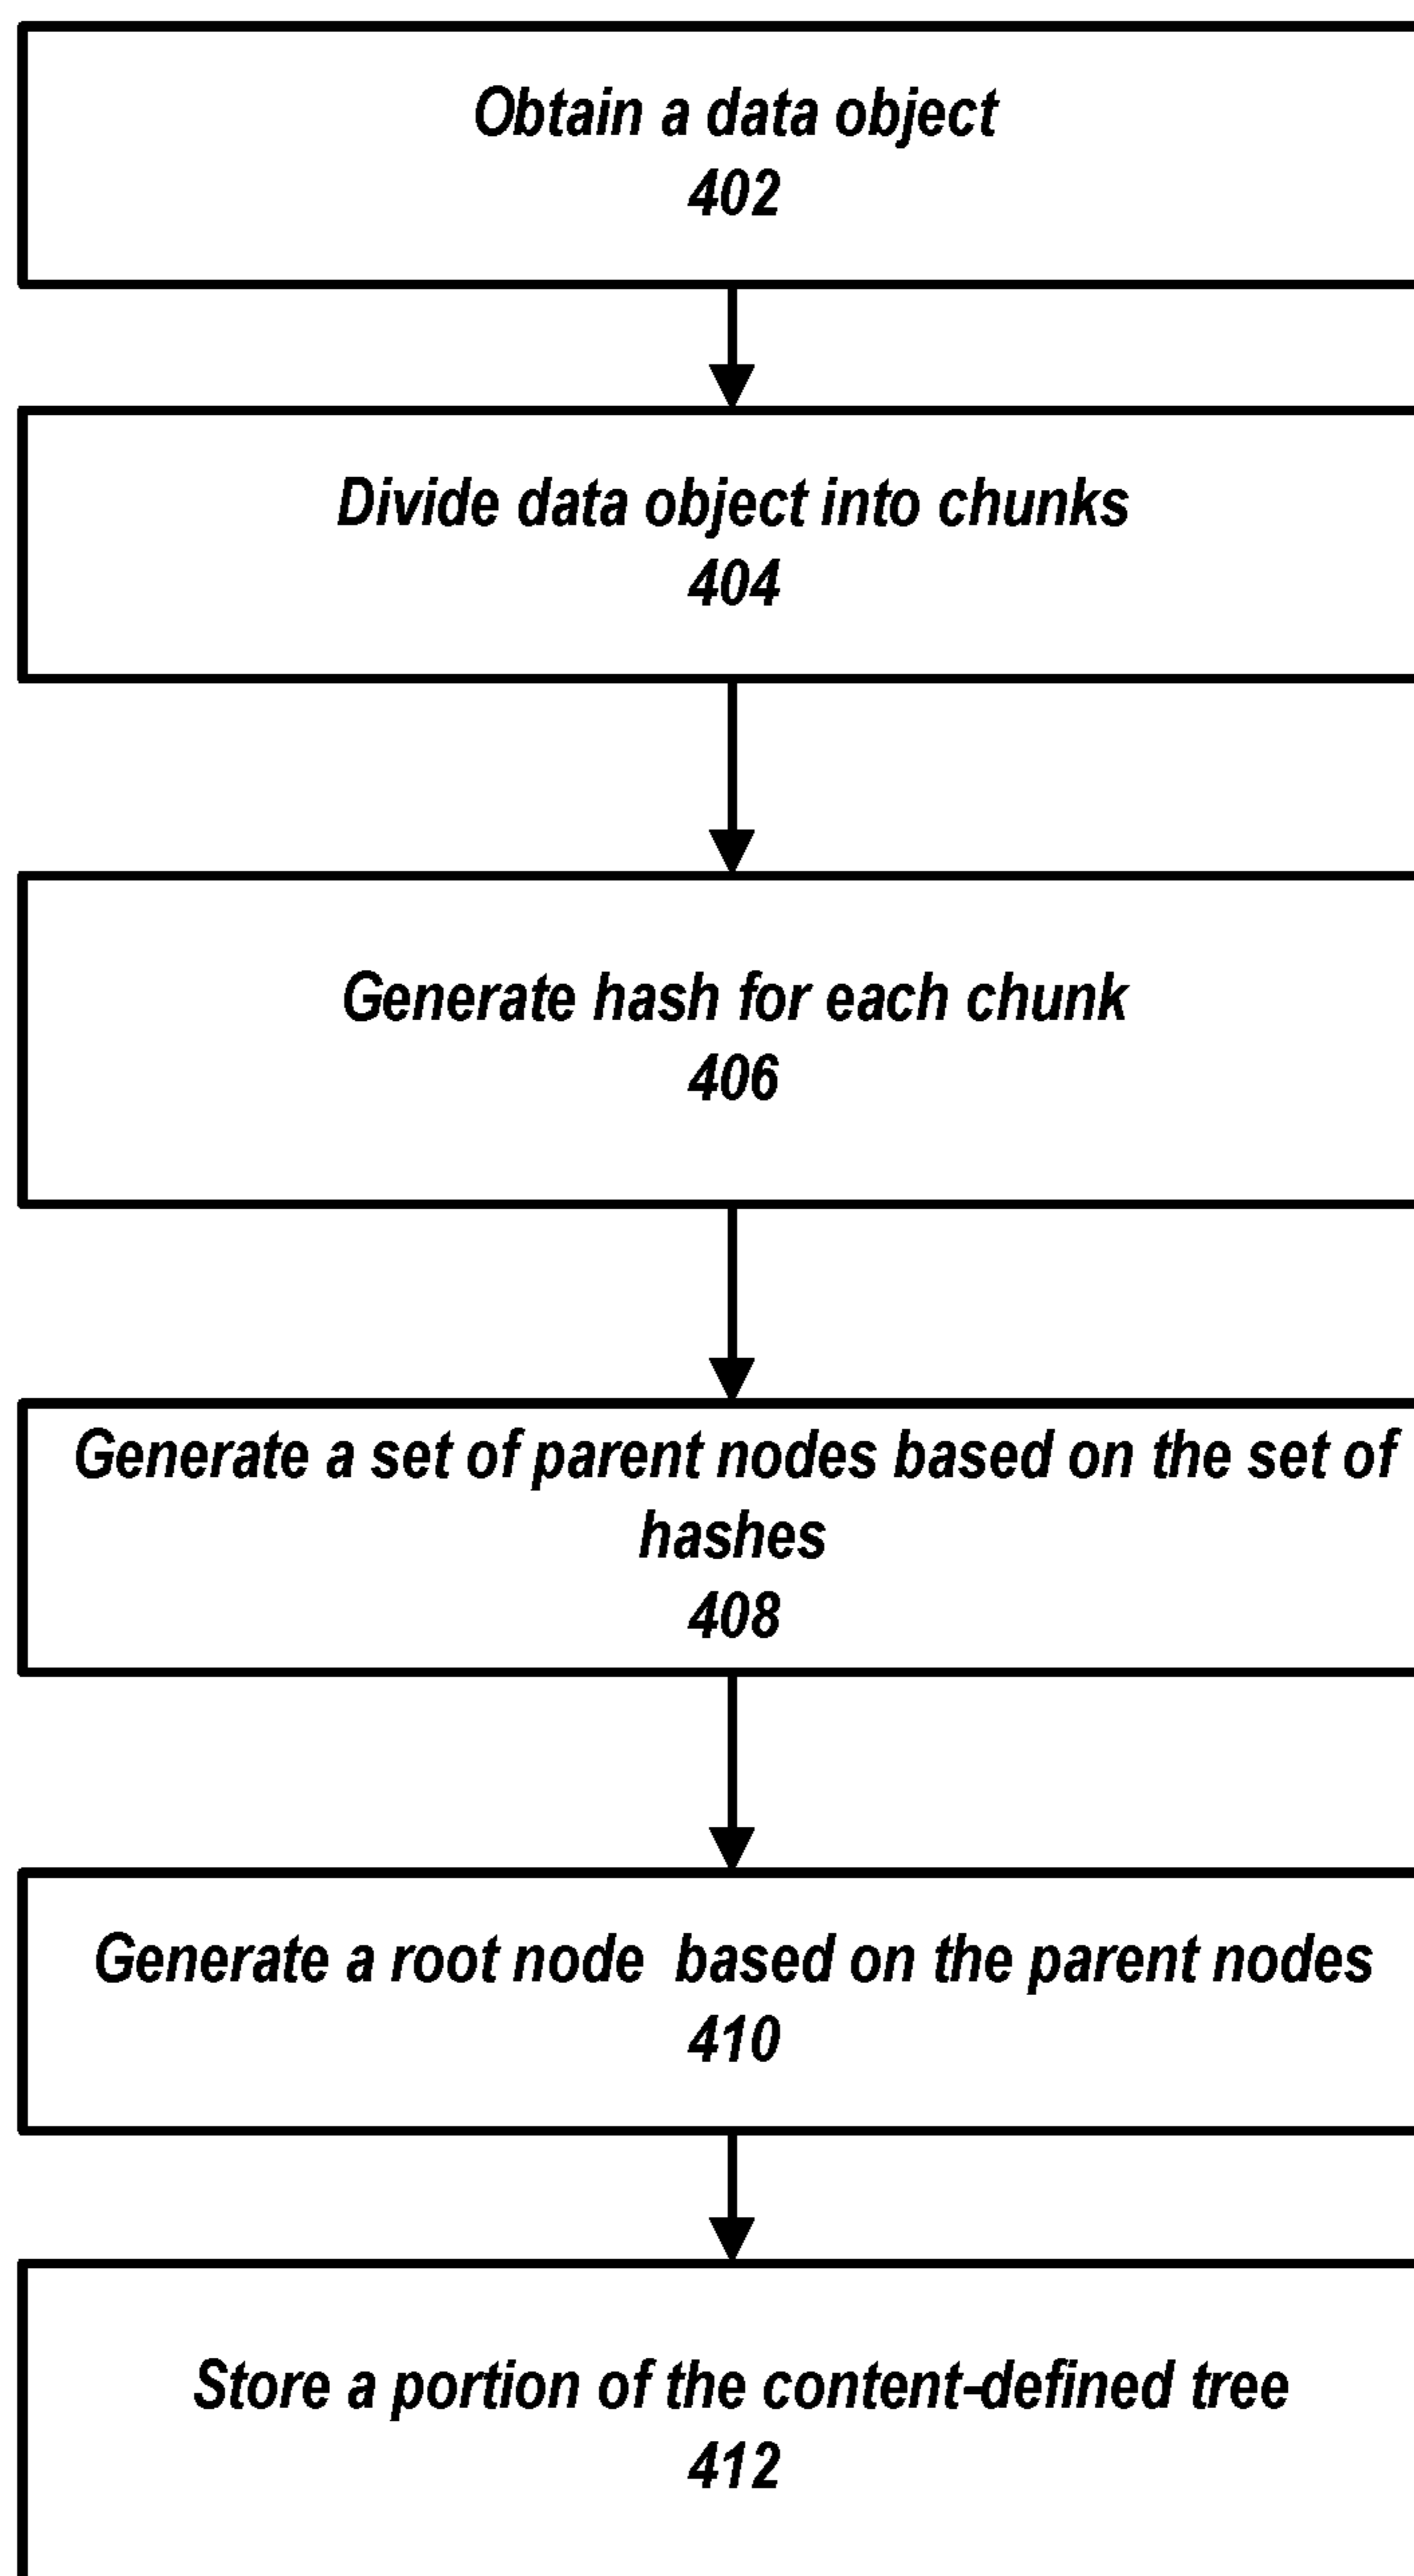 Obtain a data object
402
Divide data object into chunks
404
Generate hash for each chunk
406
Generate a set of parent nodes based on the set of
hashes
408
Generate a root node  based on the parent nodes
410
Store a portion of the content-defined tree
412